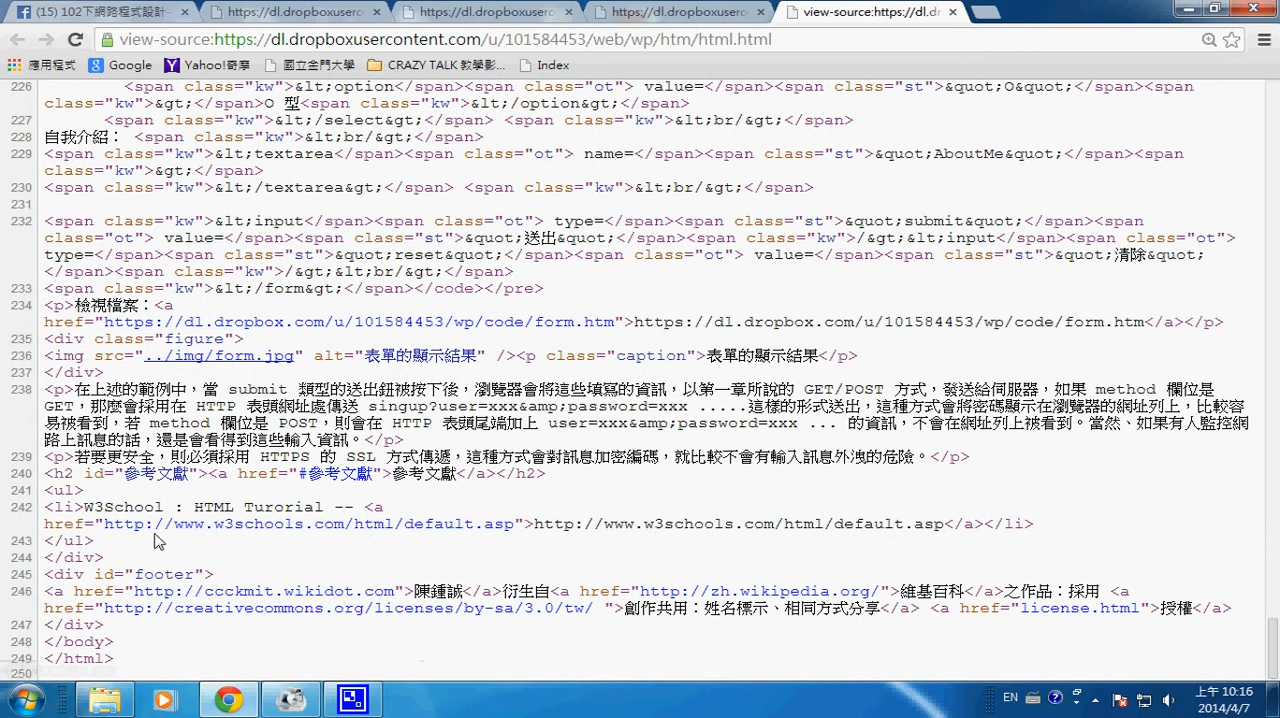 (15) 102下網路程式設計-
https://dl.dropboxuserc
https://dl.dropboxuserc
https://dl.dropboxuserc
view-source:https://dl.d
view-source:https://dl.dropboxusercontent.com/u/101584453/web/wp/htm/html.html
應用程式 Google Yahoo!奇摩 國立金門大學 CRAZY TALK 教學影... Index
226 <span class="kw">&lt;option</span><span class="ot"> value=</span><span class="st">&quot;O&quot;</span><span
class="kw">&gt;</span>O 型<span class="kw">&lt;/option&gt;</span>
227 <span class="kw">&lt;/select&gt;</span> <span class="kw">&lt;br/&gt;</span>
228 自我介紹： <span class="kw">&lt;br/&gt;</span>
229 <span class="kw">&lt;textarea</span><span class="ot"> name=</span><span class="st">&quot;AboutMe&quot;</span><span
class="kw">&gt;</span>
230 <span class="kw">&lt;/textarea&gt;</span> <span class="kw">&lt;br/&gt;</span>
231
232 <span class="kw">&lt;input</span><span class="ot"> type=</span><span class="st">&quot;submit&quot;</span><span
class="ot"> value=</span><span class="st">&quot;送出&quot;</span><span class="kw">/&gt;&lt;input</span><span class="ot">
type=</span><span class="st">&quot;reset&quot;</span><span class="ot"> value=</span><span class="st">&quot;清除&quot;
</span><span class="kw">/&gt;&lt;br/&gt;</span>
233 <span class="kw">&lt;/form&gt;</span></code></pre>
234 <p>檢視檔案：<a
href="https://dl.dropbox.com/u/101584453/wp/code/form.htm">https://dl.dropbox.com/u/101584453/wp/code/form.htm</a></p>
235 <div class="figure">
236 <img src="../img/form.jpg" alt="表單的顯示結果" /><p class="caption">表單的顯示結果</p>
237 </div>
238 <p>在上述的範例中，當 submit 類型的送出鈕被按下後，瀏覽器會將這些填寫的資訊，以第一章所說的 GET/POST 方式，發送給伺服器，如果 method 欄位是
GET，那麼會採用在 HTTP 表頭網址處傳送 singup?user=xxx&amp;password=xxx .....這樣的形式送出，這種方式會將密碼顯示在瀏覽器的網址列上，比較容
易被看到，若 method 欄位是 POST，則會在 HTTP 表頭尾端加上 user=xxx&amp;password=xxx ... 的資訊，不會在網址列上被看到。當然、如果有人監控網
路上訊息的話，還是會看得到這些輸入資訊。</p>
239 <p>若要更安全，則必須採用 HTTPS 的 SSL 方式傳遞，這種方式會對訊息加密編碼，就比較不會有輸入訊息外洩的危險。</p>
240 <h2 id="參考文獻"><a href="#參考文獻">參考文獻</a></h2>
241 <ul>
242 <li>W3School : HTML Turorial -- <a
href="http://www.w3schools.com/html/default.asp">http://www.w3schools.com/html/default.asp</a></li>
243 </ul>
244 </div>
245 <div id="footer">
246 <a href="http://ccckmit.wikidot.com">陳鍾誠</a>衍生自<a href="http://zh.wikipedia.org/">維基百科</a>之作品：採用 <a
href="http://creativecommons.org/licenses/by-sa/3.0/tw/ ">創作共用：姓名標示、相同方式分享</a> <a href="license.html">授權</a>
247 </div>
248 </body>
249 </html>
250
EN
上午 10:16
2014/4/7